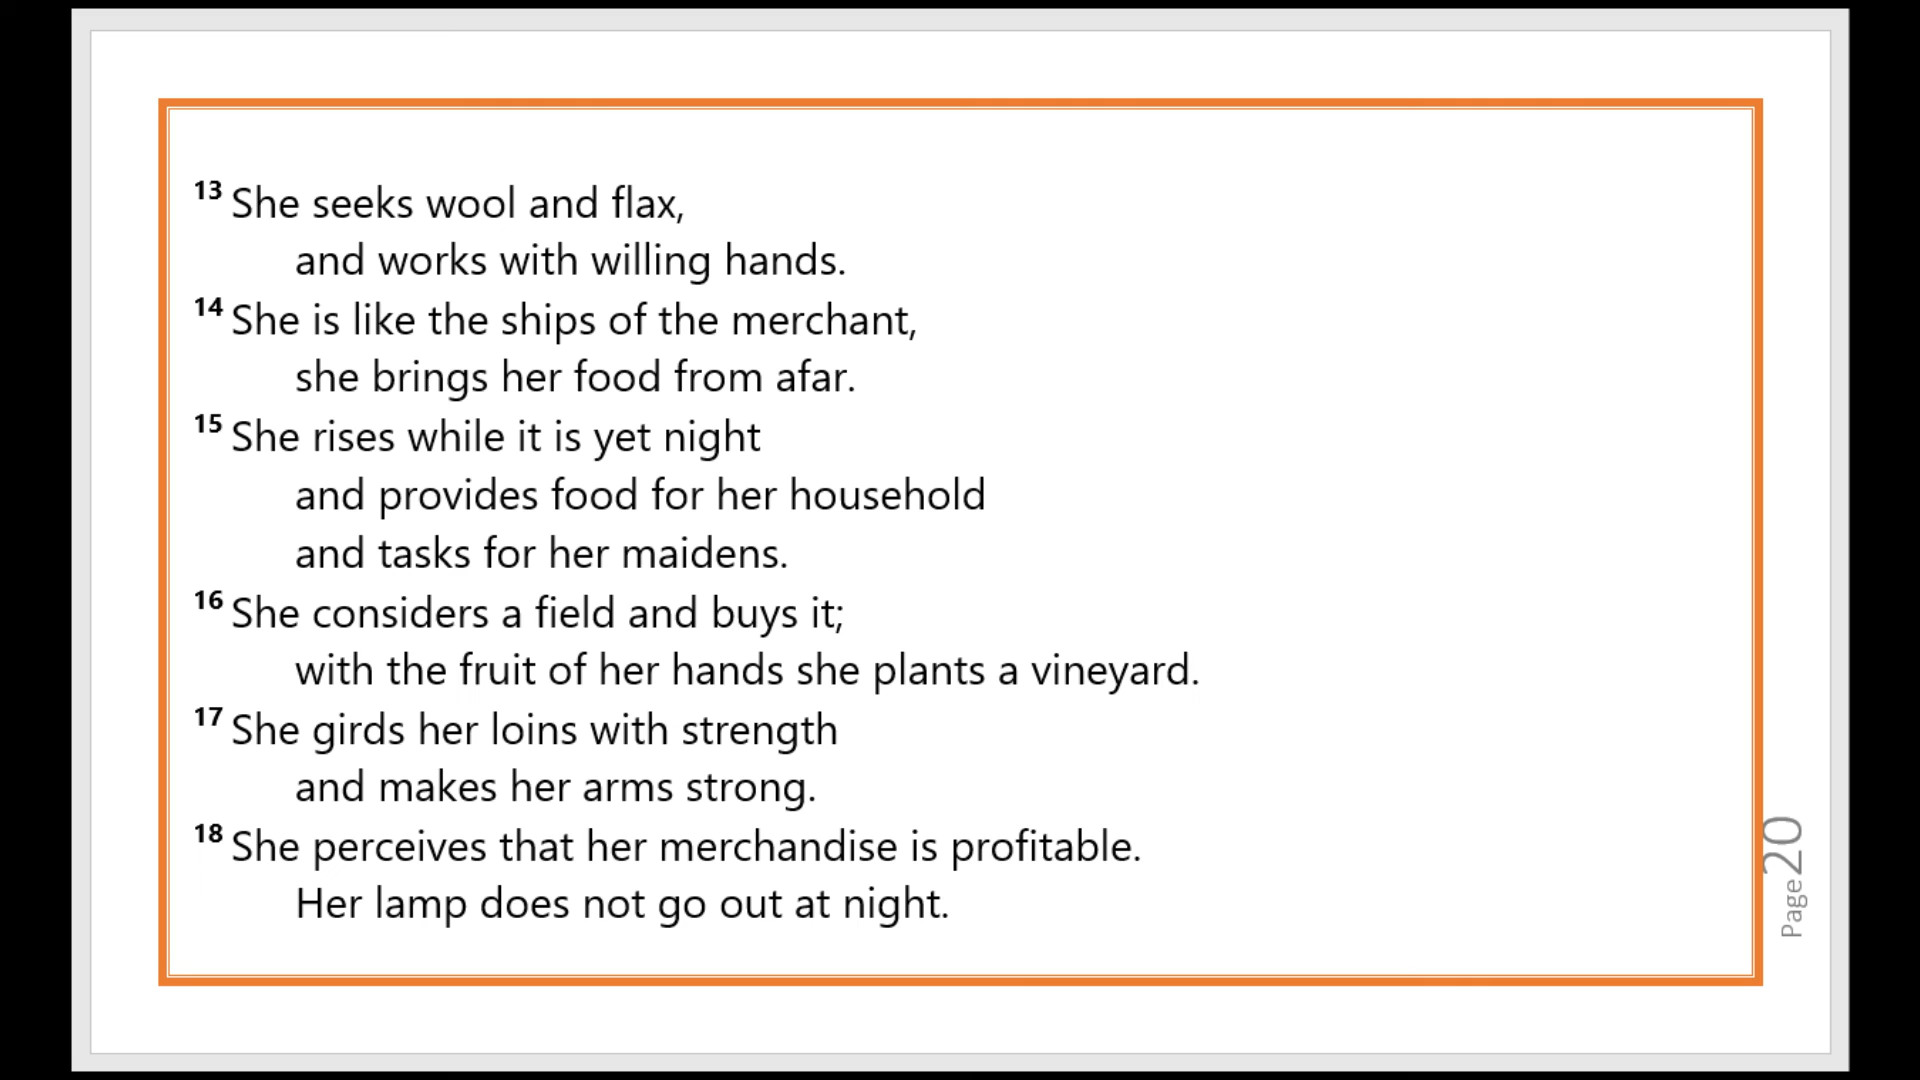 13 She seeks wool and flax,
and works with willing hands.
14 She is like the ships of the merchant,
she brings her food from afar.
15 She rises while it is yet night
and provides food for her household
and tasks for her maidens.
16 She considers a field and buys it;
with the fruit of her hands she plants a vineyard.
17 She girds her loins with strength
and makes her arms strong.
18 She perceives that her merchandise is profitable.
Her lamp does not go out at night.
Page 20